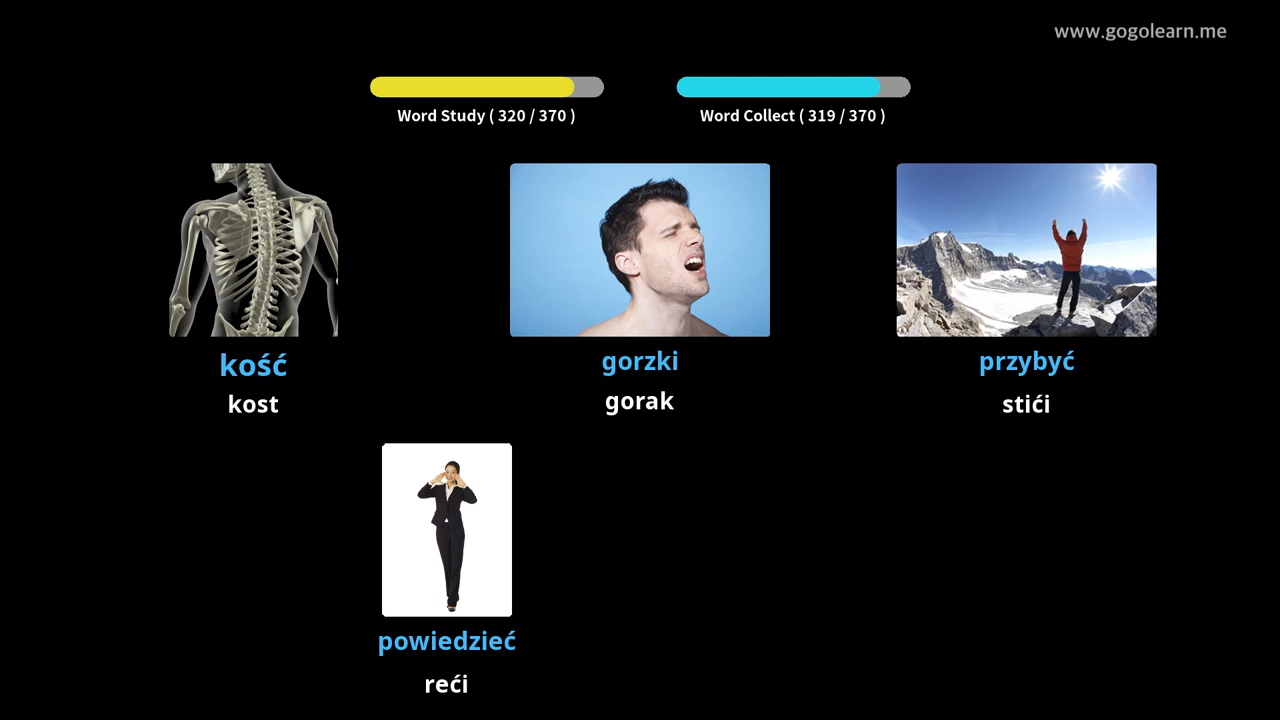 www.gogolearn.me
Word Study ( 320 / 370 )
Word Collect ( 319 / 370 )
kość
gorzki
przybyć
kost
gorak
stići
powiedzieć
reći